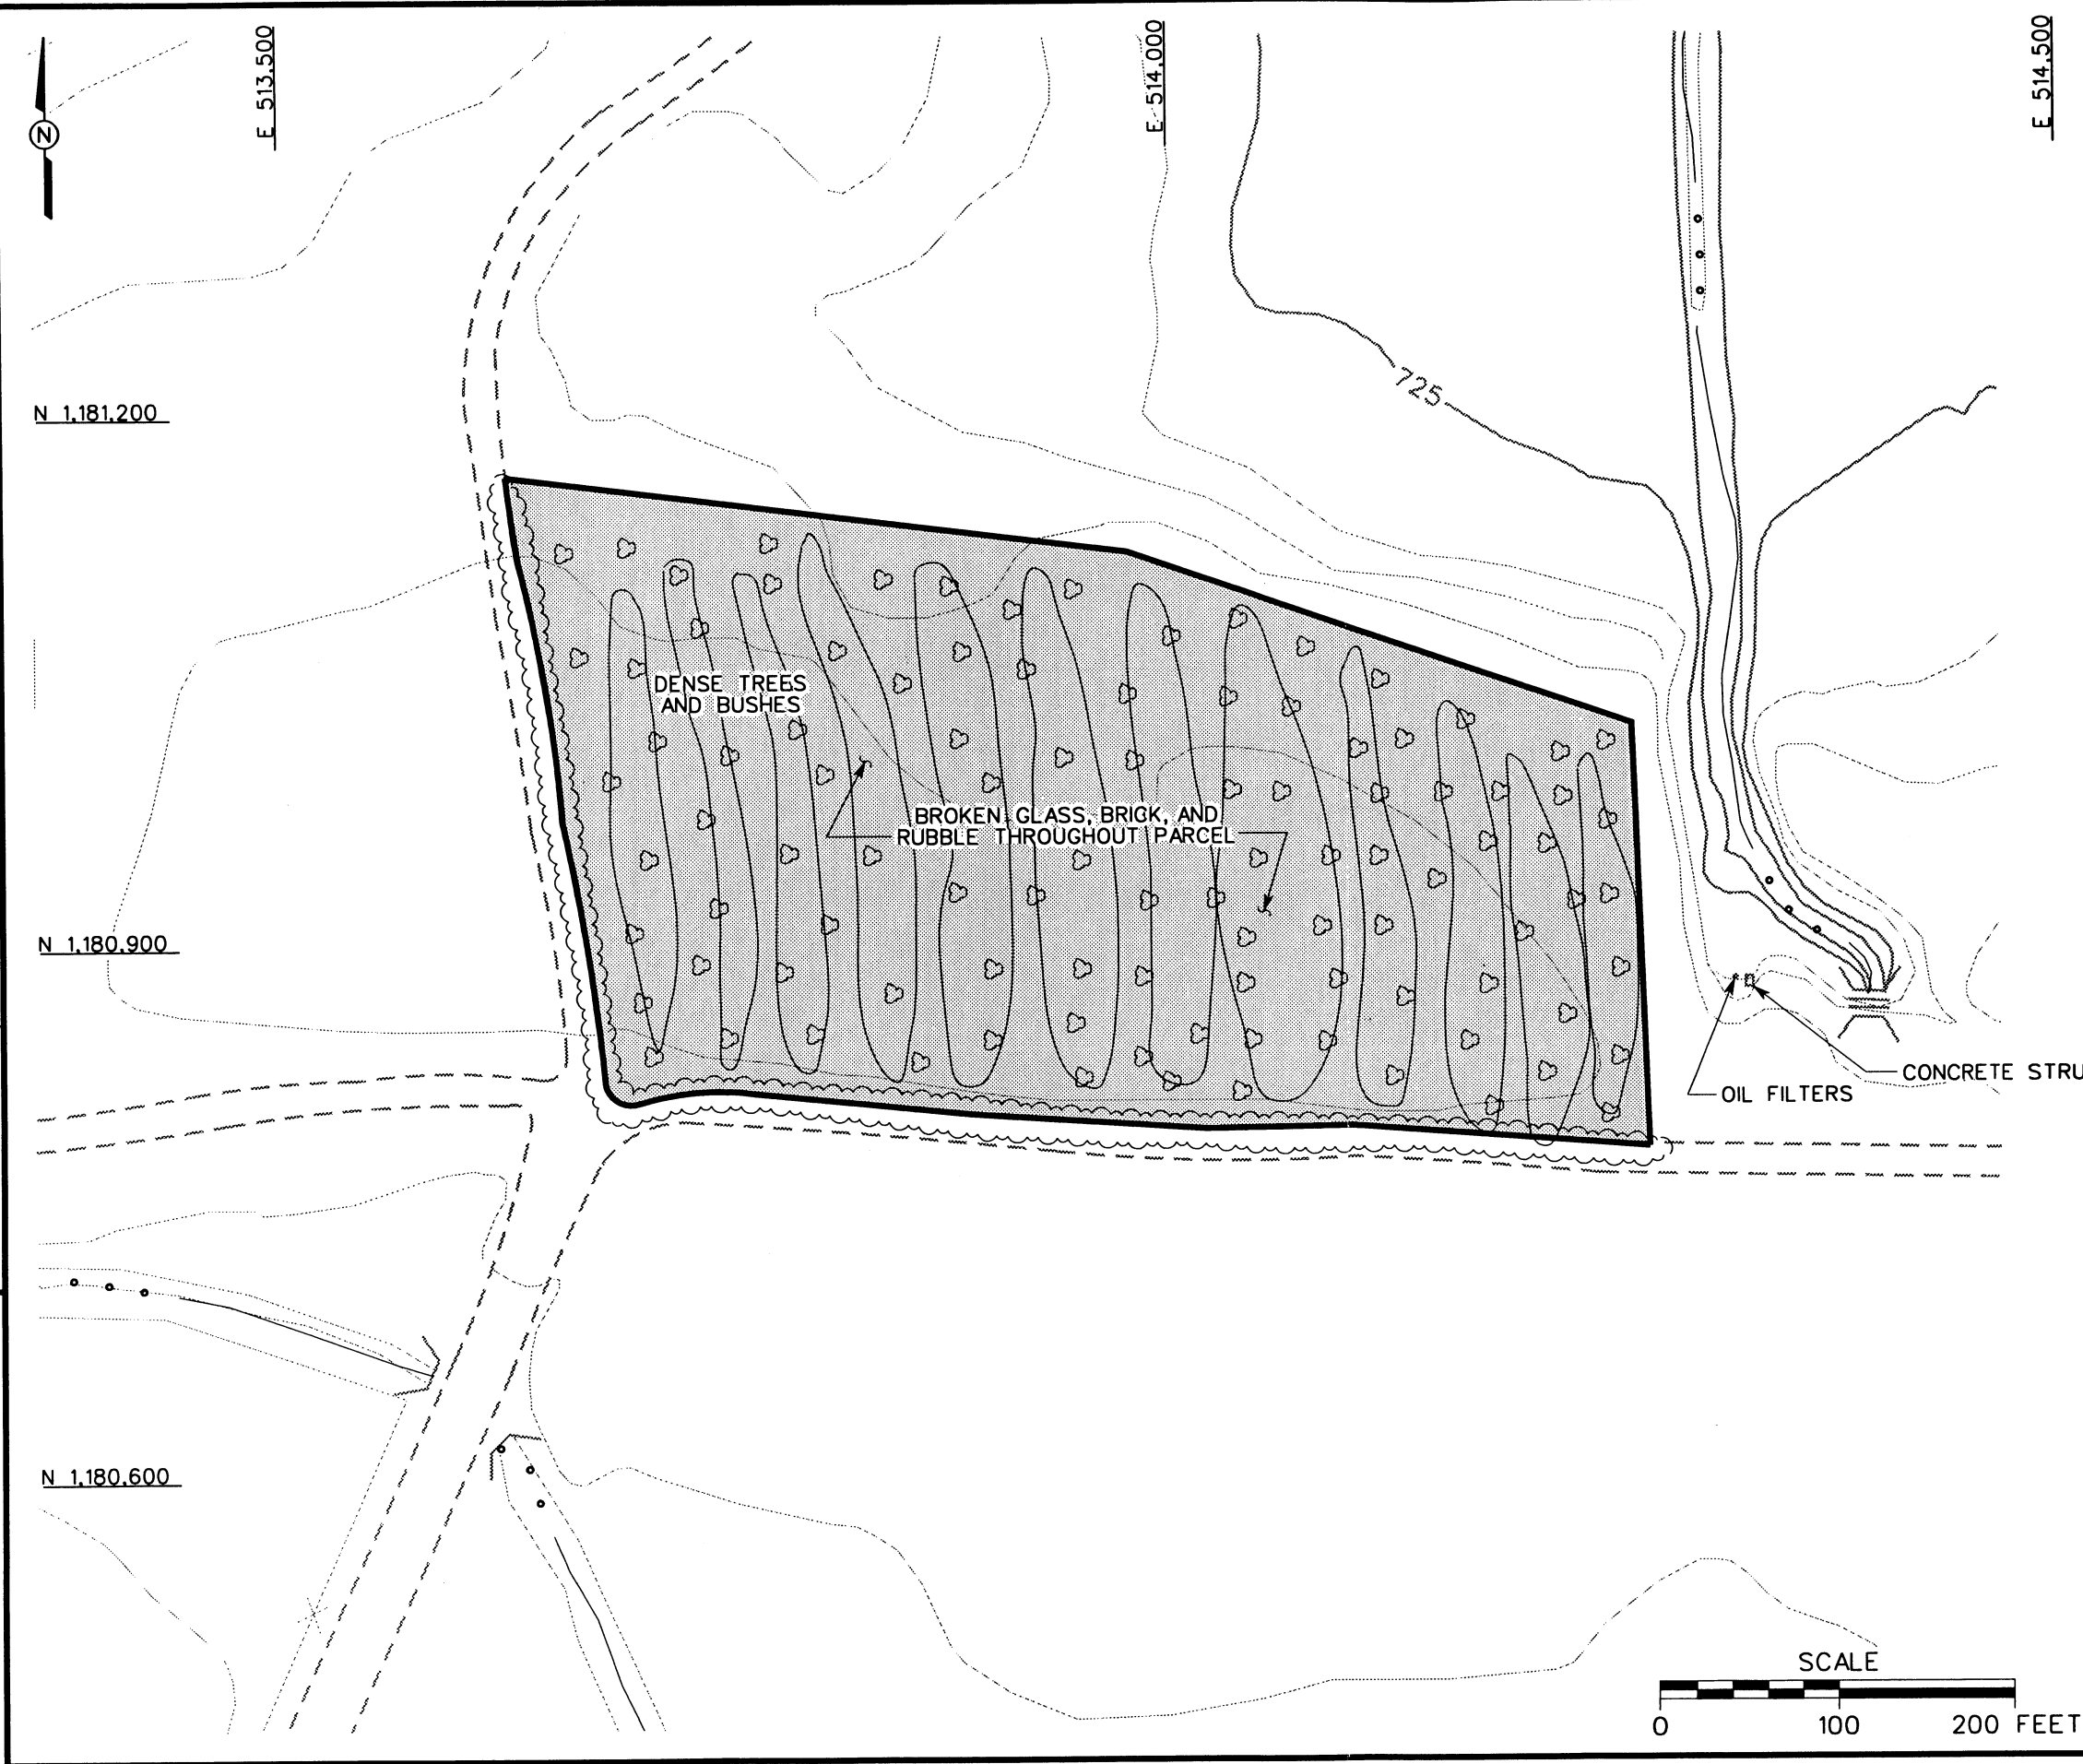 E 513,500
E 514,000
E 514,500
N
725
N 1,181,200
DENSE TREES
AND BUSHES
BROKEN GLASS, BRICK, AND
RUBBLE THROUGHOUT PARCEL
N 1,180,900
CONCRETE STRU
OIL FILTERS
N 1,180,600
SCALE
0 100 200 FEET